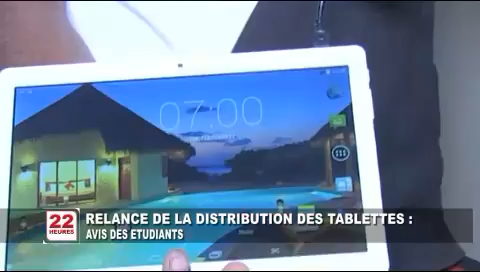 07:00
22 HEURES
RELANCE DE LA DISTRIBUTION DES TABLETTES :
AVIS DES ETUDIANTS